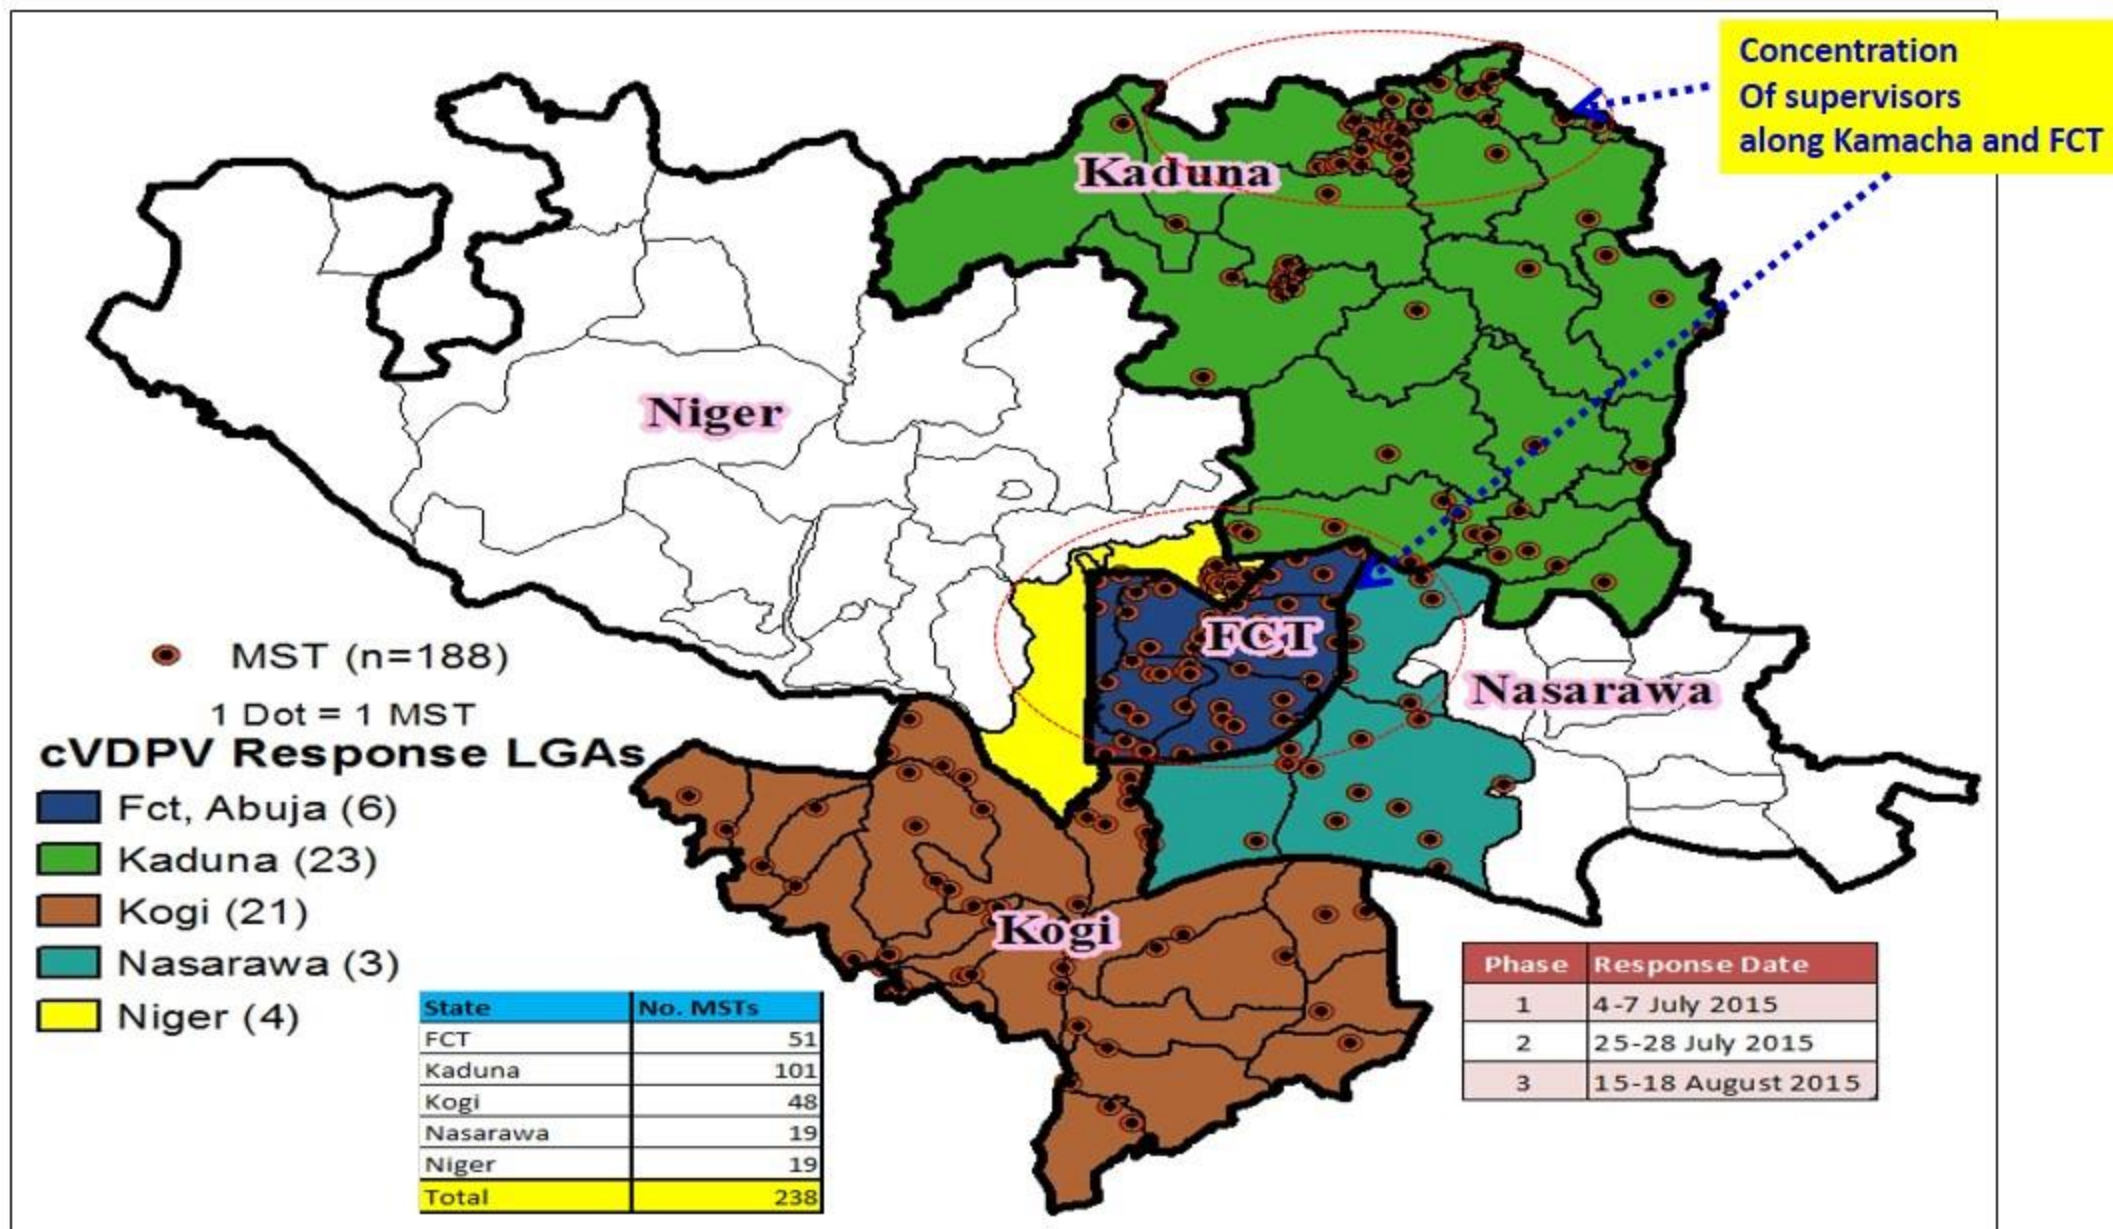 Concentration
Of supervisors
along Kamacha and FCT
Kaduna
Niger
FCT
Nasarawa
Kogi
MST (n=188)
1 Dot = 1 MST
cVDPV Response LGAs
Fct, Abuja (6)
Kaduna (23)
Kogi (21)
Nasarawa (3)
Niger (4)
State No. MSTs
FCT 51
Kaduna 101
Kogi 48
Nasarawa 19
Niger 19
Total 238
Phase Response Date
1 4-7 July 2015
2 25-28 July 2015
3 15-18 August 2015